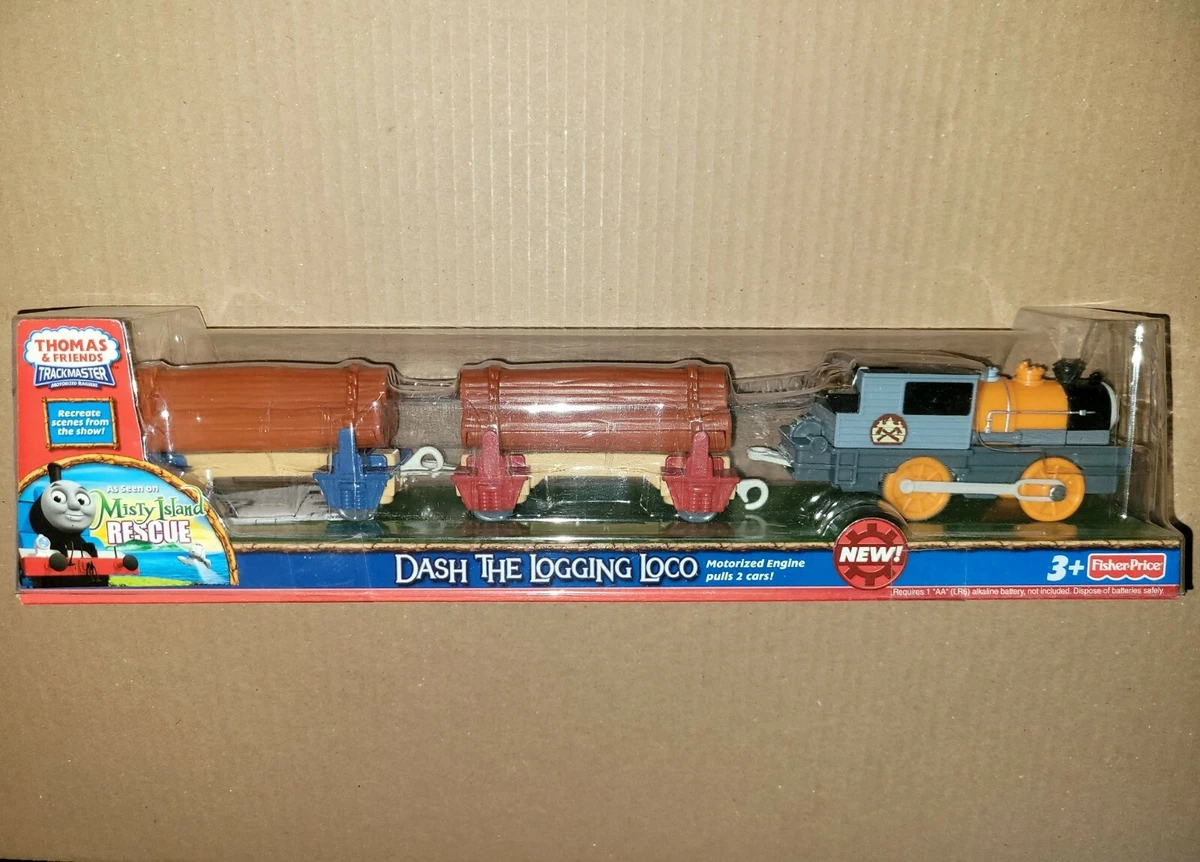 THOMAS
& FRIENDS
TRACKMASTER
MOTORIZED RAILWAY
Recreate
scenes from
the show!
As Seen on
Misty Island
RESCUE
DASH THE LOGGING LOCO
Motorized Engine
pulls 2 cars!
NEW!
3+
Fisher-Price
Requires 1 "AA" (LR6) alkaline battery, not included. Dispose of batteries safely.